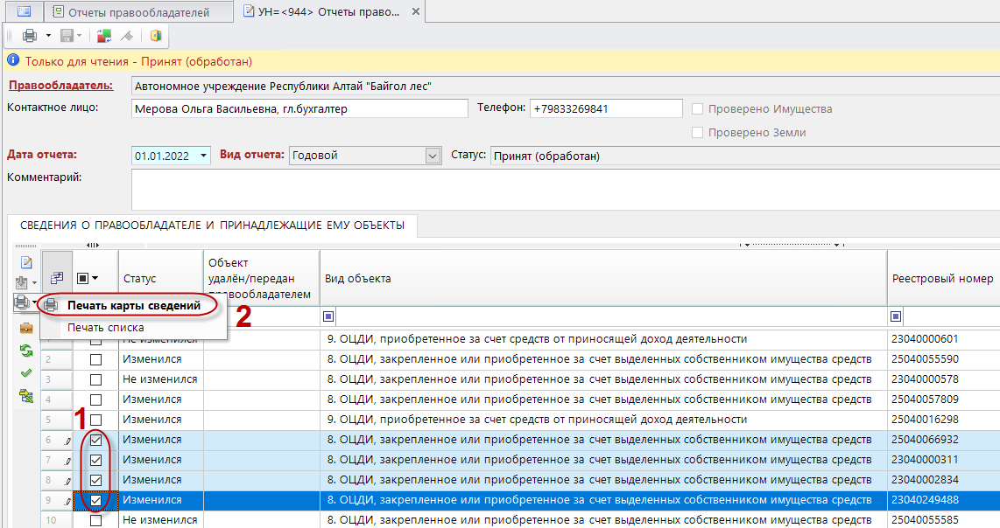 Отчеты правообладателей
УН=<944> Отчеты право...
Только для чтения - Принят (обработан)
Правообладатель: Автономное учреждение Республики Алтай "Байгол лес"
Контактное лицо: Мерова Ольга Васильевна, гл.бухгалтер Телефон: +79833269841 Проверено Имущества
Проверено Земли
Дата отчета: 01.01.2022 Вид отчета: Годовой Статус: Принят (обработан)
Комментарий:
СВЕДЕНИЯ О ПРАВООБЛАДАТЕЛЕ И ПРИНАДЛЕЖАЩИЕ ЕМУ ОБЪЕКТЫ
Статус
Объект
удалён/передан
правообладателем
Вид объекта
Реестровый номер
Печать карты сведений
2
Печать списка
Не изменился 9. ОЦДИ, приобретенное за счет средств от приносящей доход деятельности 23040000601
2 Изменился 8. ОЦДИ, закрепленное или приобретенное за счет выделенных собственником имущества средств 25040055590
3 Не изменился 8. ОЦДИ, закрепленное или приобретенное за счет выделенных собственником имущества средств 23040000578
4 Изменился 8. ОЦДИ, закрепленное или приобретенное за счет выделенных собственником имущества средств 25040057809
1
5 Изменился 9. ОЦДИ, приобретенное за счет средств от приносящей доход деятельности 25040016298
6 Изменился 8. ОЦДИ, закрепленное или приобретенное за счет выделенных собственником имущества средств 25040066932
7 Изменился 8. ОЦДИ, закрепленное или приобретенное за счет выделенных собственником имущества средств 23040000311
8 Изменился 8. ОЦДИ, закрепленное или приобретенное за счет выделенных собственником имущества средств 23040002834
9 Изменился 8. ОЦДИ, закрепленное или приобретенное за счет выделенных собственником имущества средств 23040249488
10 Не изменился 8. ОЦДИ, закрепленное или приобретенное за счет выделенных собственником имущества средств 25040055585